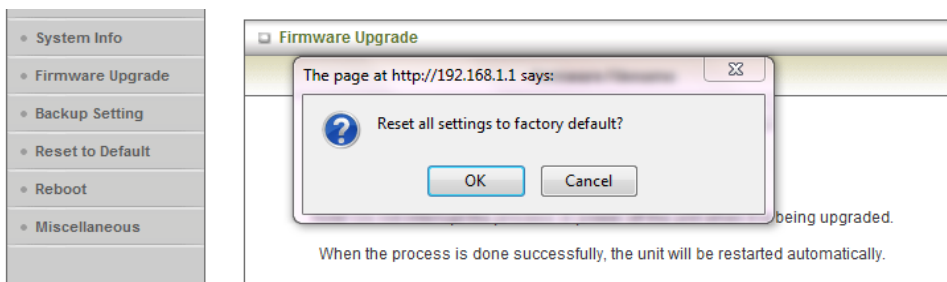 System Info
Firmware Upgrade
Backup Setting
Reset to Default
Reboot
Miscellaneous
Firmware Upgrade
The page at http://192.168.1.1 says:
Reset all settings to factory default?
OK
Cancel
being upgraded.
When the process is done successfully, the unit will be restarted automatically.